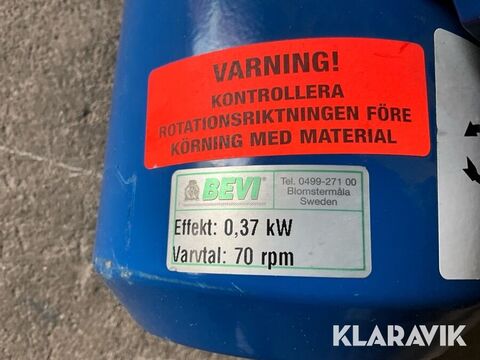 VARNING!
KONTROLLERA
ROTATIONSRIKTNINGEN FÖRE
KÖRNING MED MATERIAL
BEVI
Tel. 0499-271 00
Blomstermåla
Sweden
Effekt: 0,37 kW
Varvtal: 70 rpm
KLARAVIK